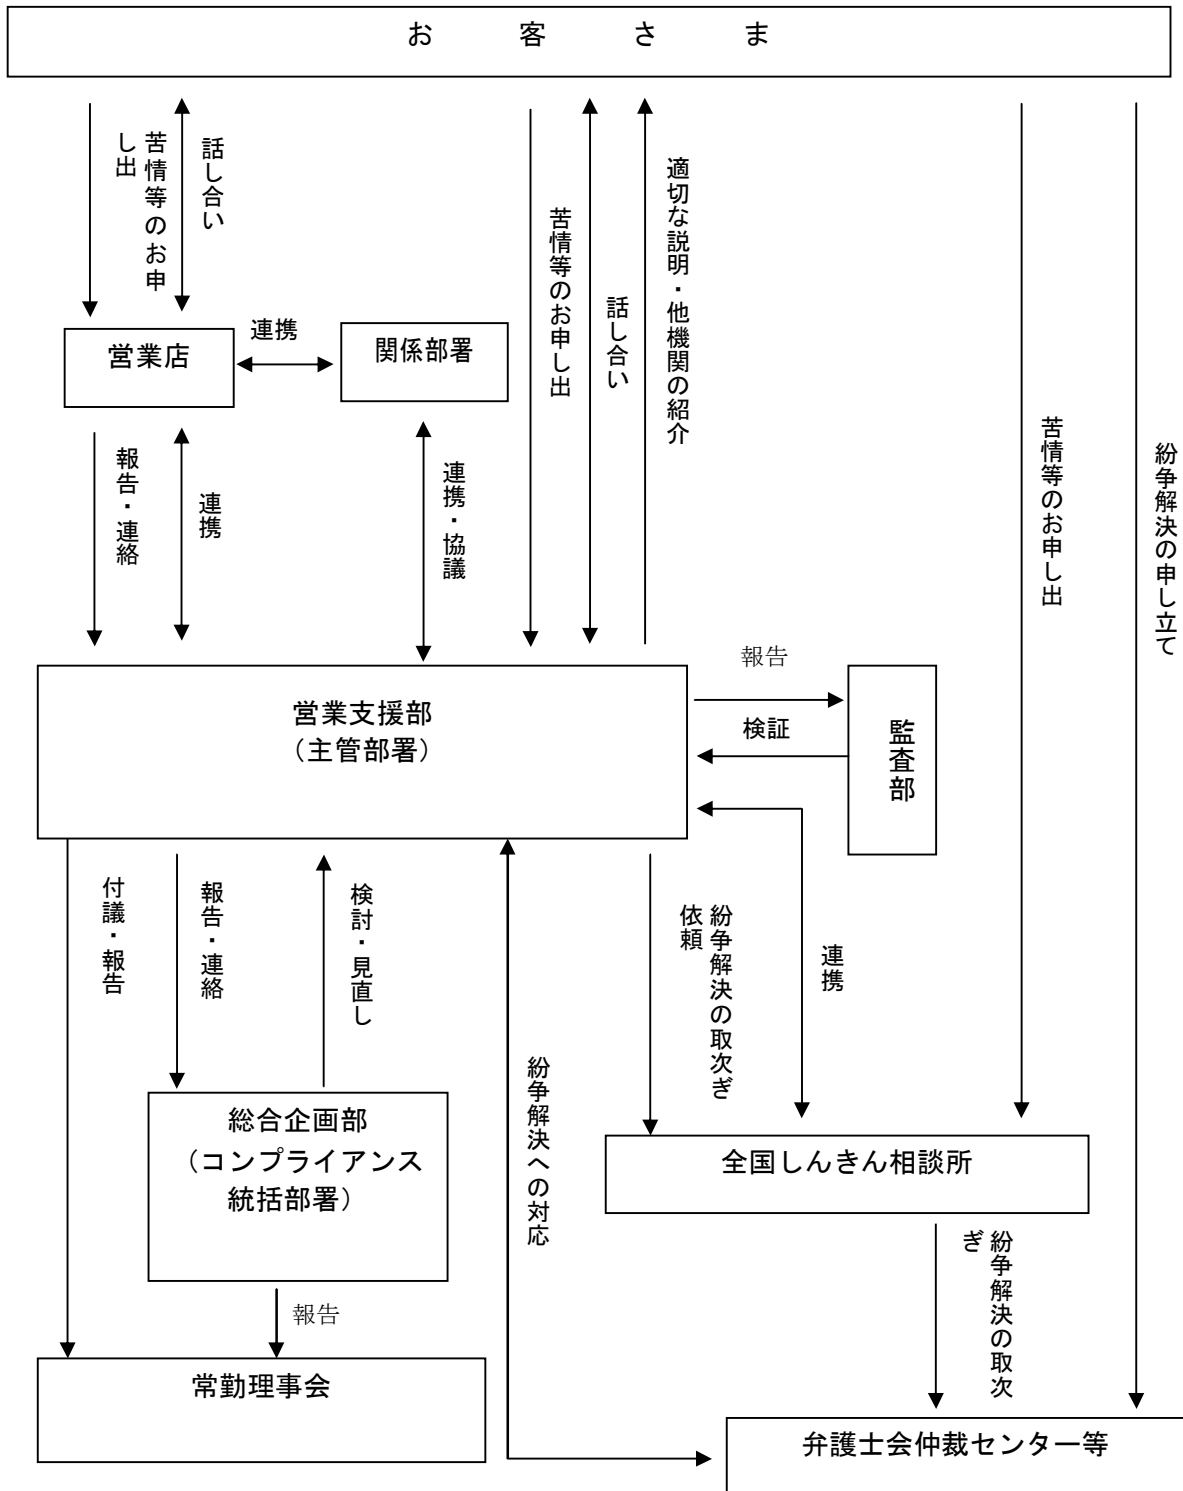 お客さま
苦情等のお申
し出
話し合い
苦情等のお申し出
話し合い
適切な説明・他機関の紹介
苦情等のお申し出
紛争解決の申し立て
営業店
連携
関係部署
報告・連絡
連携
連携・協議
営業支援部
（主管部署）
報告
検証
監査部
付議・報告
報告・連絡
検討・見直し
紛争解決への対応
紛争解決の取次ぎ
依頼
連携
総合企画部
（コンプライアンス
統括部署）
全国しんきん相談所
報告
紛争解決の取次
ぎ
常勤理事会
弁護士会仲裁センター等